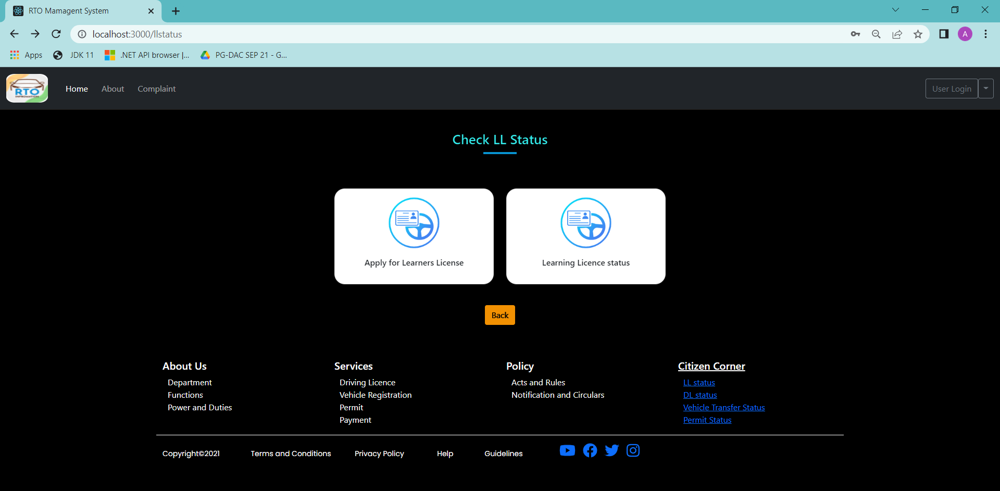 RTO Mamagent System
localhost:3000/llstatus
A
Apps
JDK 11
.NET API browser |...
PG-DAC SEP 21 - G...
RTO
INFROMATION
Home
About
Complaint
User Login
Check LL Status
Apply for Learners License
Learning Licence status
Back
About Us
Department
Functions
Power and Duties
Services
Driving Licence
Vehicle Registration
Permit
Payment
Policy
Acts and Rules
Notification and Circulars
Citizen Corner
LL status
DL status
Vehicle Transfer Status
Permit Status
Copyright©2021
Terms and Conditions
Privacy Policy
Help
Guidelines